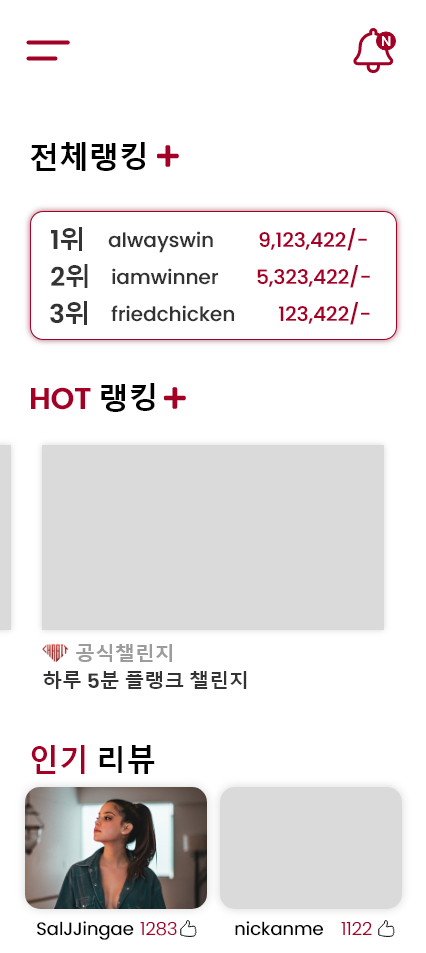 N
전체랭킹 +
1위 alwayswin 9,123,422/-
2위 iamwinner 5,323,422/-
3위 friedchicken 123,422/-
HOT 랭킹 +
CHABIT 공식챌린지
하루 5분 플랭크 챌린지
인기 리뷰
SalJJingae 1283 nickanme 1122